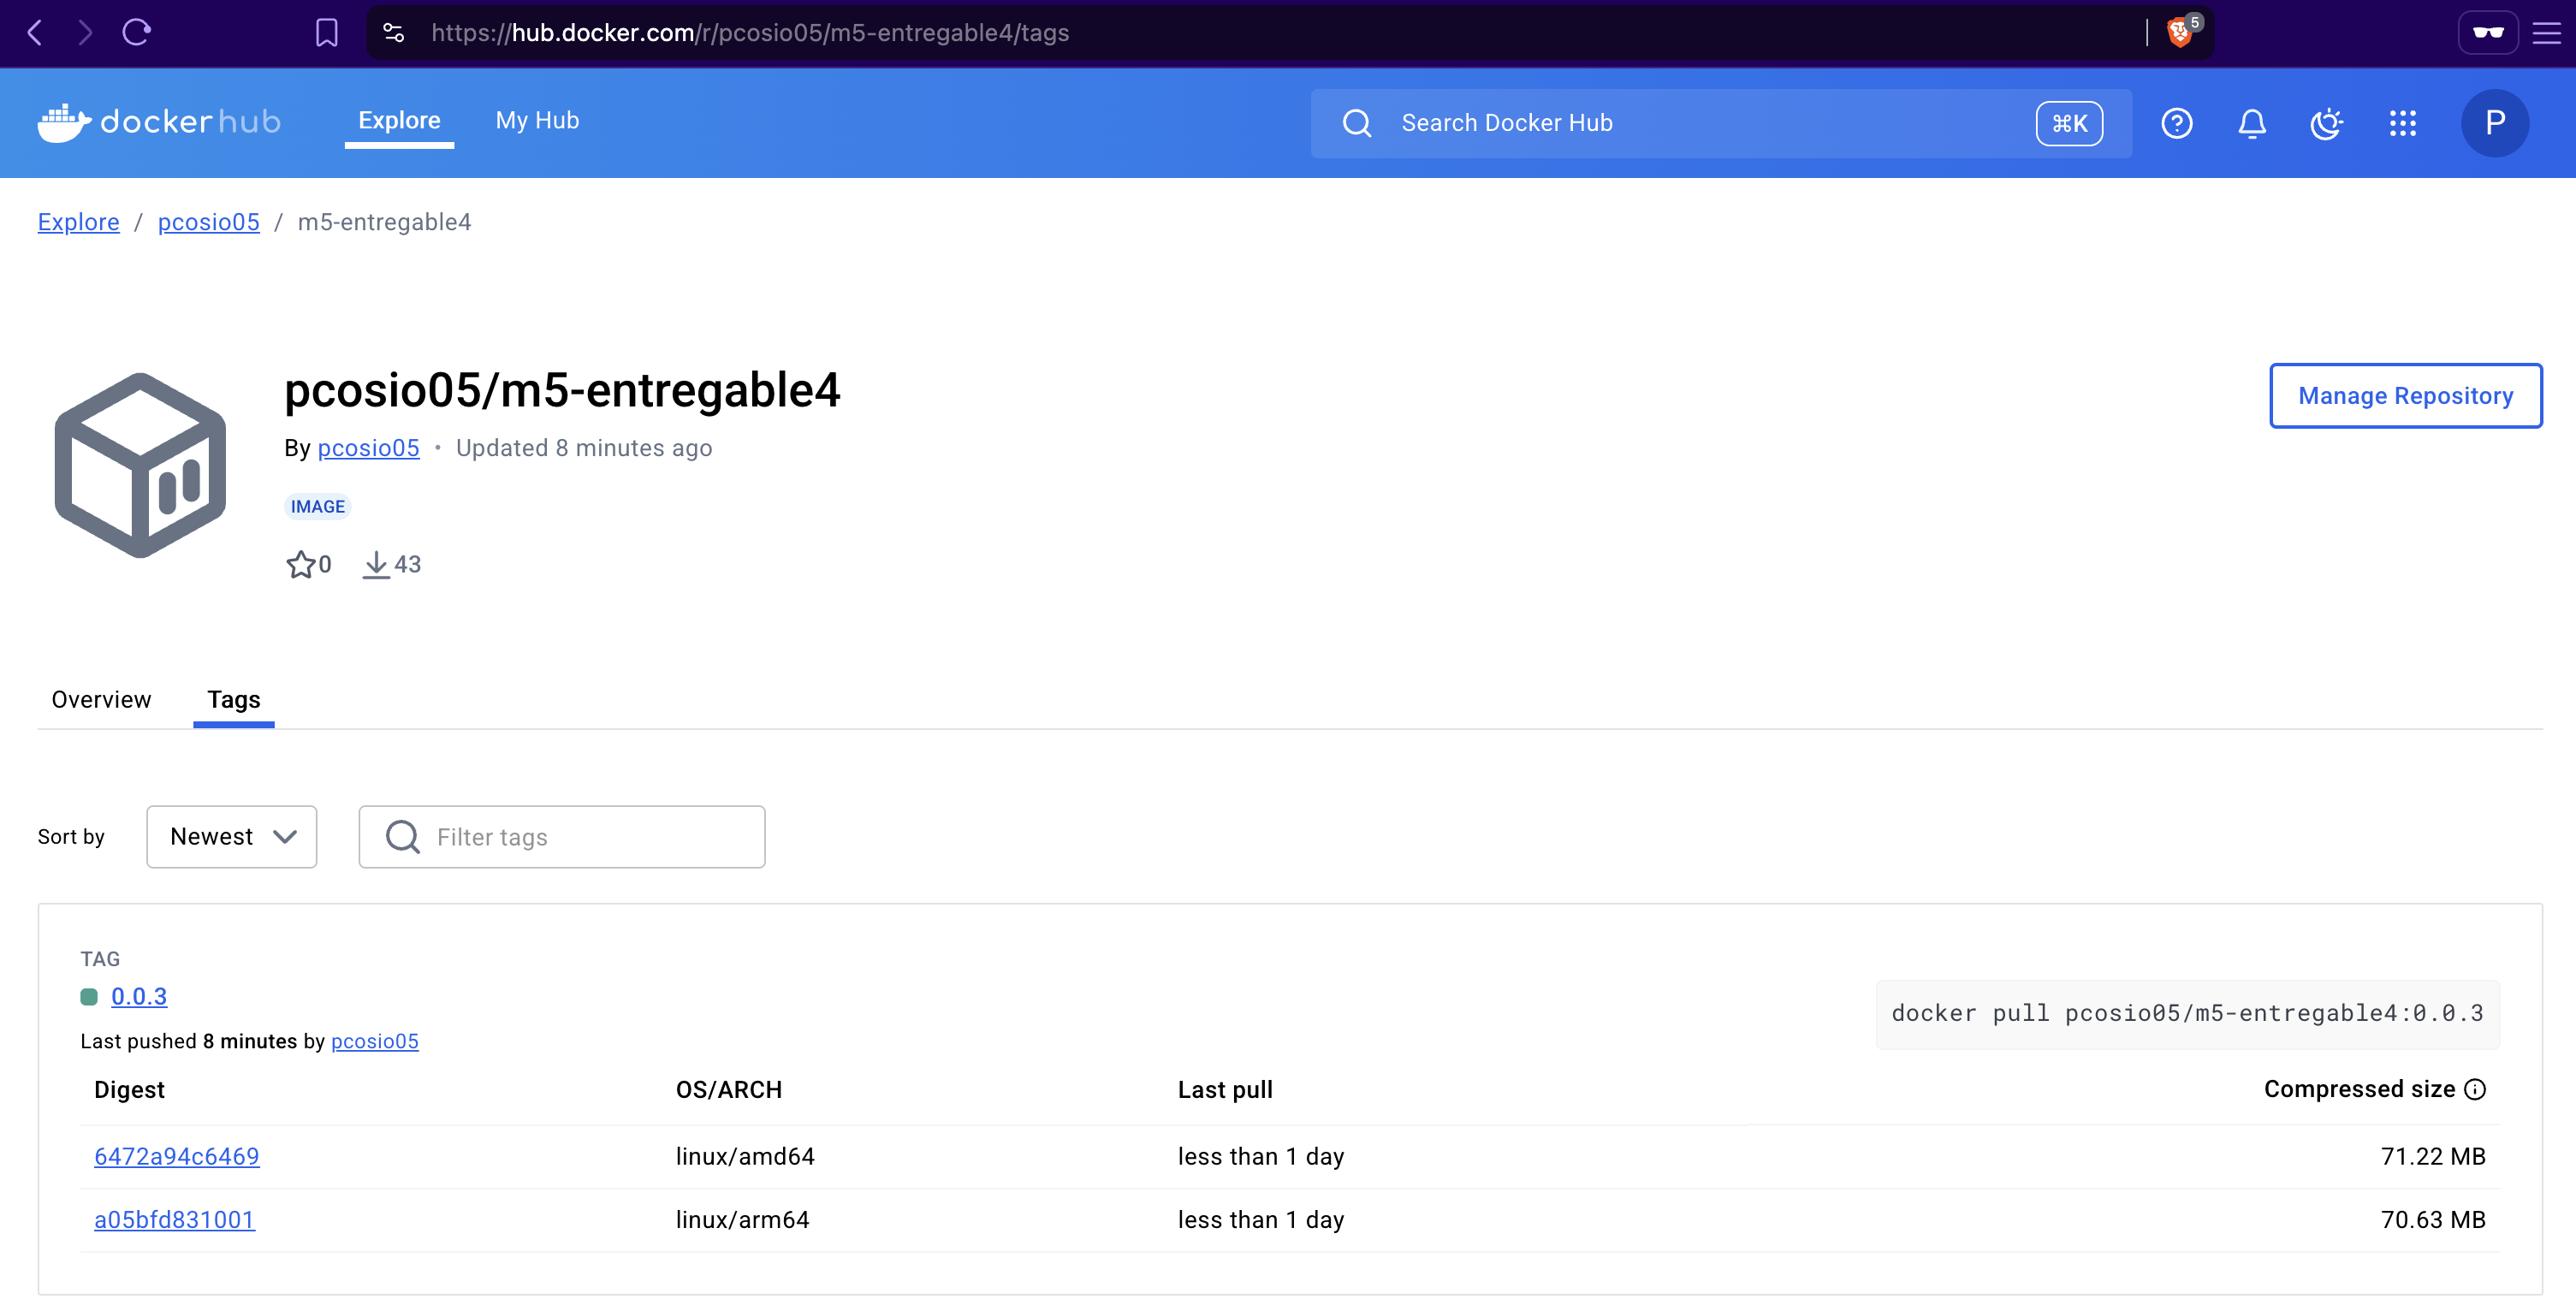 https://hub.docker.com/r/pcosio05/m5-entregable4/tags
5
dockerhub
Explore
My Hub
Search Docker Hub
⌘K
P
Explore / pcosio05 / m5-entregable4
pcosio05/m5-entregable4
Manage Repository
By pcosio05 • Updated 8 minutes ago
IMAGE
0
43
Overview
Tags
Sort by
Newest
Filter tags
TAG
0.0.3
docker pull pcosio05/m5-entregable4:0.0.3
Last pushed 8 minutes by pcosio05
Digest OS/ARCH Last pull Compressed size
6472a94c6469 linux/amd64 less than 1 day 71.22 MB
a05bfd831001 linux/arm64 less than 1 day 70.63 MB